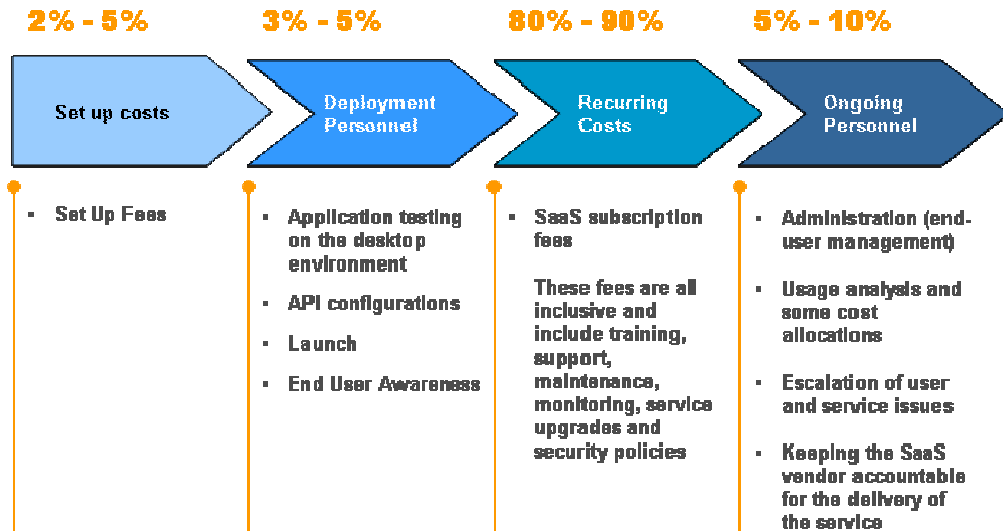 2% - 5%
3% - 5%
80% - 90%
5% - 10%
Set up costs
Deployment
Personnel
Recurring
Costs
Ongoing
Personnel
▪ Set Up Fees
▪ Application testing
on the desktop
environment
▪ API configurations
▪ Launch
▪ End User Awareness
▪ SaaS subscription
fees
These fees are all
inclusive and
include training,
support,
maintenance,
monitoring, service
upgrades and
security policies
▪ Administration (end-
user management)
▪ Usage analysis and
some cost
allocations
▪ Escalation of user
and service issues
▪ Keeping the SaaS
vendor accountable
for the delivery of
the service